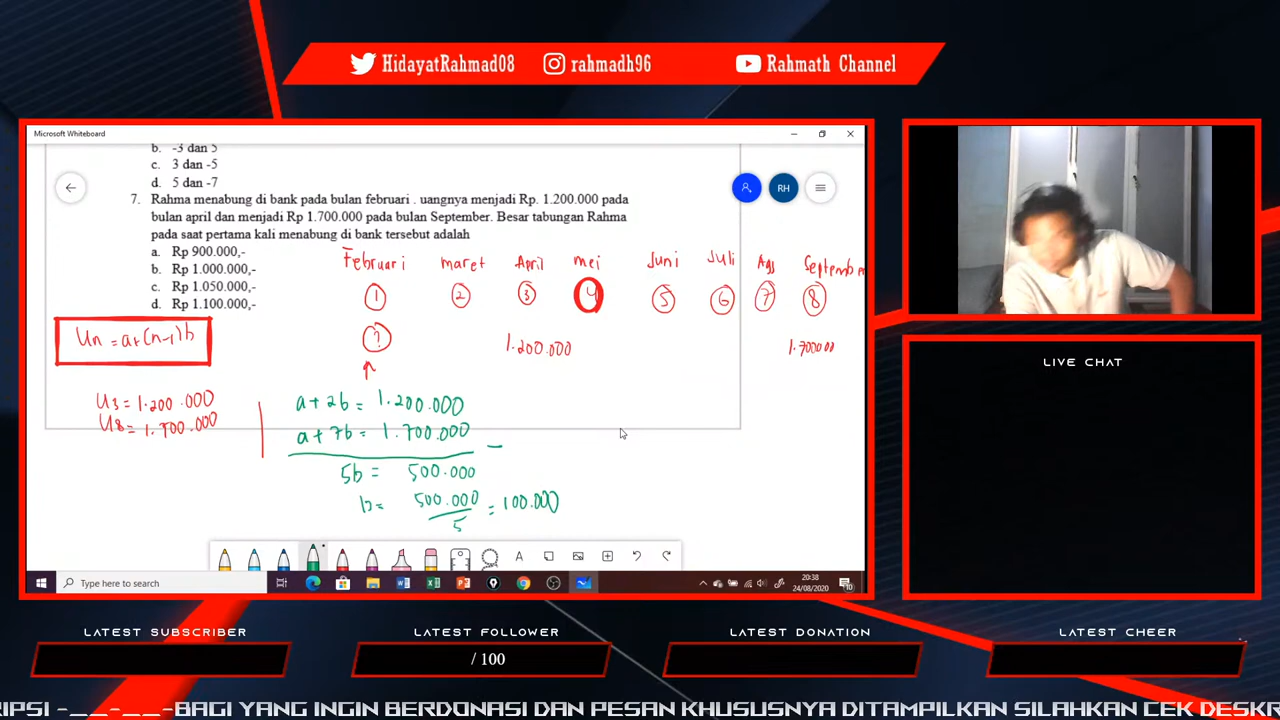 HidayatRahmad08 rahmadh96 Rahmath Channel
Microsoft Whiteboard
b. -3 dan 5
c. 3 dan -5
d. 5 dan -7
RH
7. Rahma menabung di bank pada bulan februari . uangnya menjadi Rp. 1.200.000 pada
bulan april dan menjadi Rp 1.700.000 pada bulan September. Besar tabungan Rahma
pada saat pertama kali menabung di bank tersebut adalah
a. Rp 900.000,-
b. Rp 1.000.000,-
c. Rp 1.050.000,-
d. Rp 1.100.000,-
Februari maret April mei Juni Juli Ags September
1 2 3 4 5 6 7 8
? 1.200.000 1.700000
Un = a+(n-1)b
U3 = 1.200.000
U8 = 1.700.000
a + 2b = 1.200.000
a + 7b = 1.700.000 -
5b = 500.000
b = 500.000 = 100.000
5
Type here to search
20:38
24/08/2020
10
LIVE CHAT
LATEST SUBSCRIBER LATEST FOLLOWER LATEST DONATION LATEST CHEER
/ 100
RIPSI -__-__-BAGI YANG INGIN BERDONASI DAN PESAN KHUSUSNYA DITAMPILKAN SILAHKAN CEK DESKR